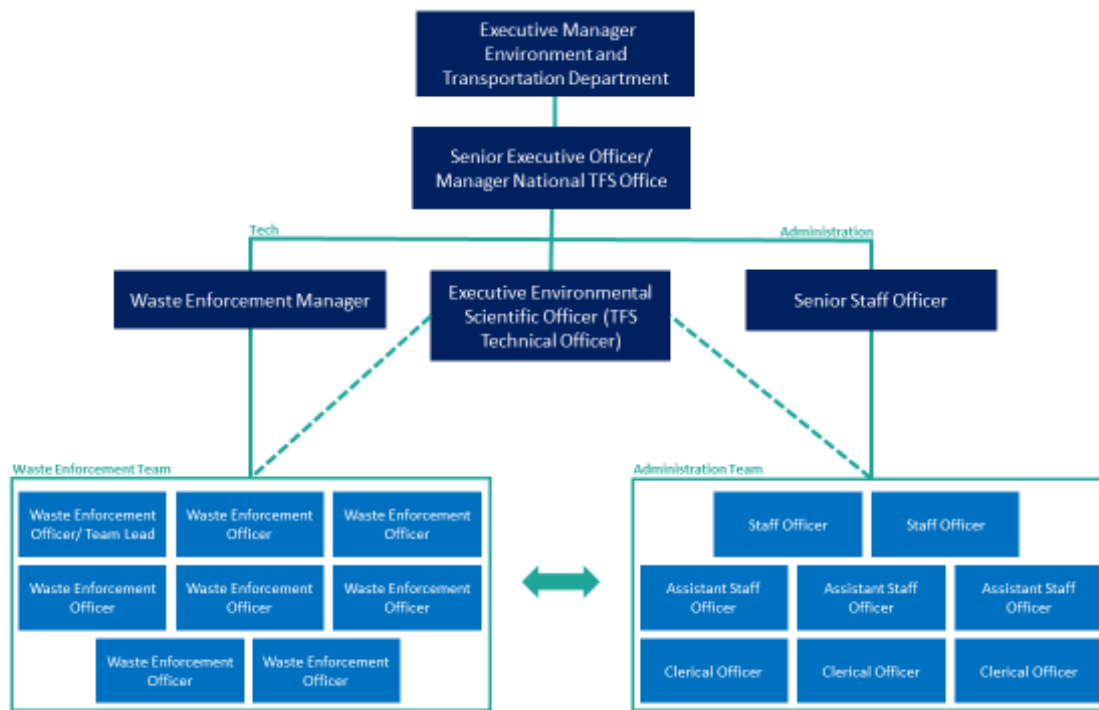 Executive Manager
Environment and
Transportation Department
Senior Executive Officer/
Manager National TFS Office
Tech
Administration
Waste Enforcement Manager
Executive Environmental
Scientific Officer (TFS
Technical Officer)
Senior Staff Officer
Waste Enforcement Team
Waste Enforcement
Officer/ Team Lead
Waste Enforcement
Officer
Waste Enforcement
Officer
Waste Enforcement
Officer
Waste Enforcement
Officer
Waste Enforcement
Officer
Waste Enforcement
Officer
Waste Enforcement
Officer
Administration Team
Staff Officer
Staff Officer
Assistant Staff
Officer
Assistant Staff
Officer
Assistant Staff
Officer
Clerical Officer
Clerical Officer
Clerical Officer